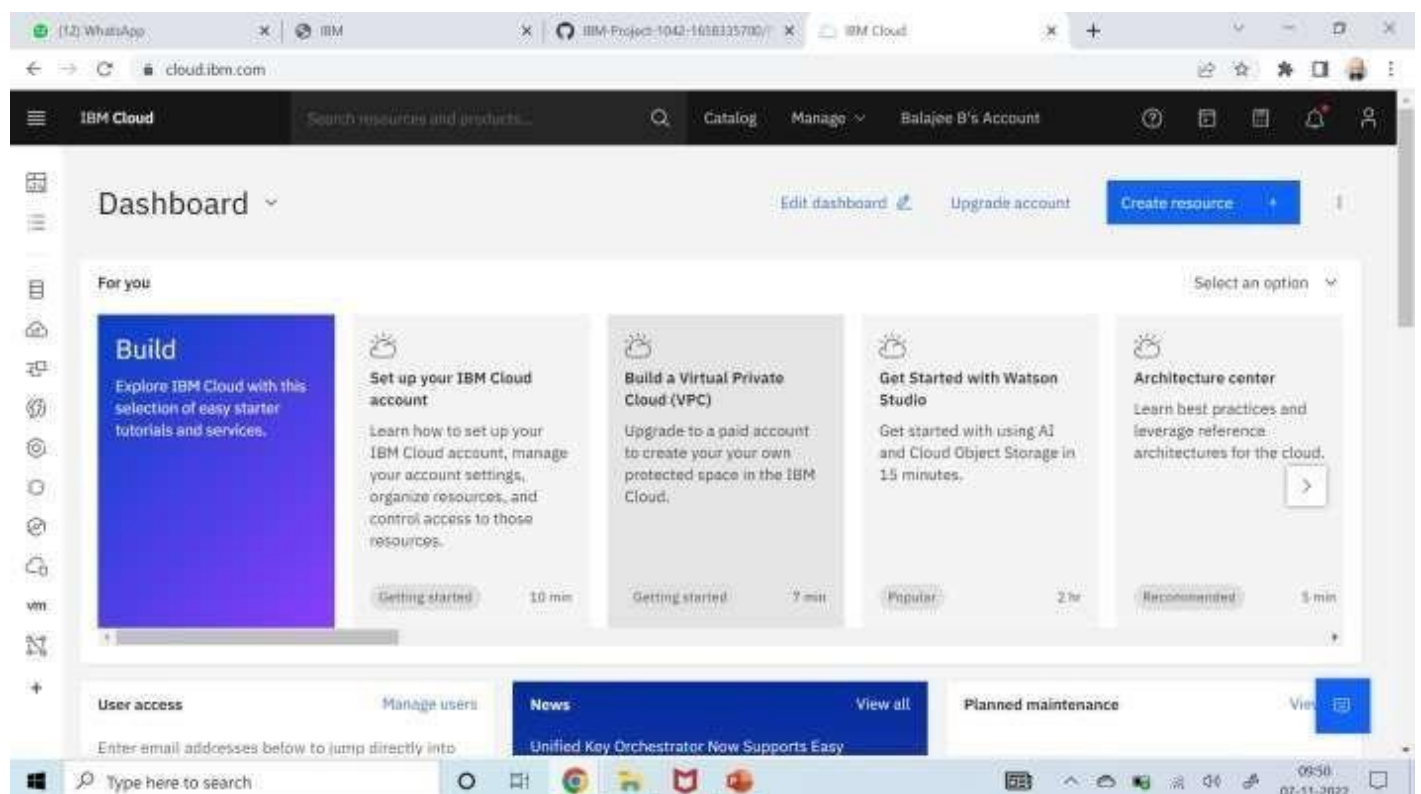 (12) WhatsApp
IBM
IBM-Project-1042-1658335700/
IBM Cloud
cloud.ibm.com
IBM Cloud
Search resources and products...
Catalog
Manage
Balajee B's Account
Dashboard
Edit dashboard
Upgrade account
Create resource +
For you
Select an option
Build
Explore IBM Cloud with this
selection of easy starter
tutorials and services.
Set up your IBM Cloud
account
Learn how to set up your
IBM Cloud account, manage
your account settings,
organize resources, and
control access to those
resources.
Getting started
10 min
Build a Virtual Private
Cloud (VPC)
Upgrade to a paid account
to create your your own
protected space in the IBM
Cloud.
Getting started
7 min
Get Started with Watson
Studio
Get started with using AI
and Cloud Object Storage in
15 minutes.
Popular
2 hr
Architecture center
Learn best practices and
leverage reference
architectures for the cloud.
Recommended
5 min
vm
User access
Manage users
Enter email addresses below to jump directly into
News
View all
Unified Key Orchestrator Now Supports Easy
Planned maintenance
Type here to search
09:50
07-11-2022